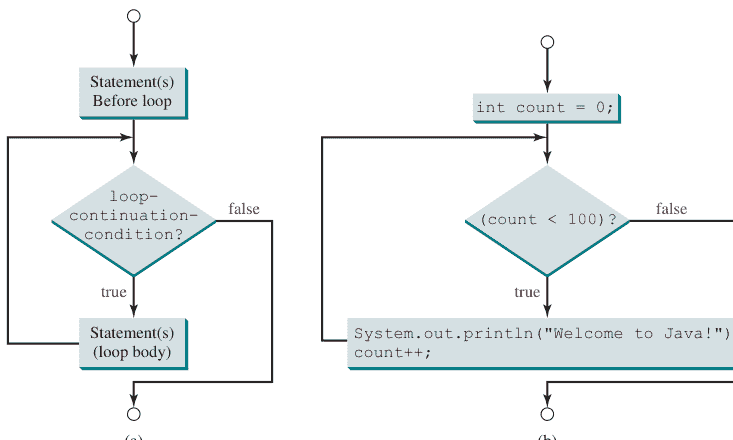 Statement(s)
Before loop
loop-
continuation-
condition?
false
true
Statement(s)
(loop body)
(a)
int count = 0;
(count < 100)?
false
true
System.out.println("Welcome to Java!")
count++;
(b)